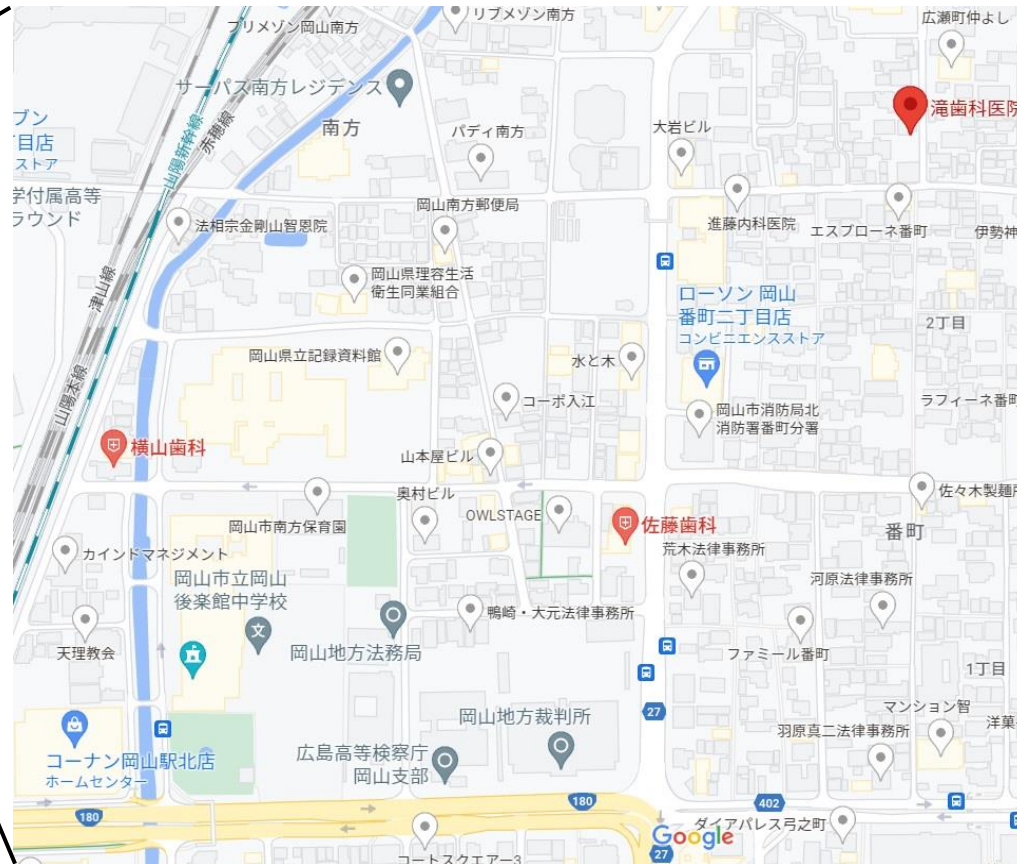 プリメゾン岡山南方
リブメゾン南方
広瀬町仲よし
サーパス南方レジデンス
山陽新幹線
赤穂線
南方
パディ南方
大岩ビル
滝歯科医院
ブン
目店
ストア
学付属高等
ラウンド
法相宗金剛山智恩院
岡山南方郵便局
進藤内科医院
エスブローネ番町
伊勢神
津山線
岡山県理容生活
衛生同業組合
ローソン 岡山
番町二丁目店
コンビニエンスストア
2丁目
岡山県立記録資料館
水と木
山陽本線
コーポ入江
岡山市消防局北
消防署番町分署
ラフィーネ番町
横山歯科
山本屋ビル
奥村ビル
OWLSTAGE
佐藤歯科
佐々木製麺所
岡山市南方保育園
番町
カインドマネジメント
荒木法律事務所
岡山市立岡山
後楽館中学校
河原法律事務所
鴨崎・大元法律事務所
天理教会
岡山地方法務局
ファミール番町
1丁目
27
岡山地方裁判所
マンション智
羽原真二法律事務所
洋菓
コーナン岡山駅北店
ホームセンター
広島高等検察庁
岡山支部
180
180
402
ダイアパレス弓之町
Google
27
コートスクエアー3